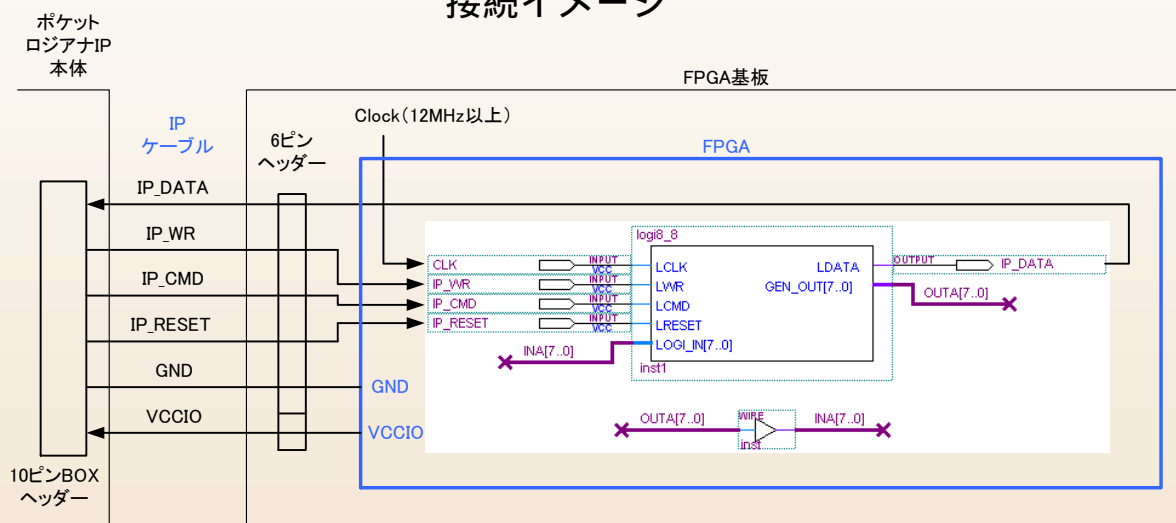 接続イメージ
ポケット
ロジアナIP
本体
FPGA基板
IP
ケーブル
6ピン
ヘッダー
Clock（12MHz以上）
FPGA
IP_DATA
IP_WR
IP_CMD
IP_RESET
GND
VCCIO
10ピンBOX
ヘッダー
GND
VCCIO
logi8_8
CLK
INPUT
VCC
LCLK
LDATA
OUTPUT
IP_DATA
IP_WR
INPUT
VCC
LWR
GEN_OUT[7..0]
OUTA[7..0]
IP_CMD
INPUT
VCC
LCMD
IP_RESET
INPUT
VCC
LRESET
INA[7..0]
LOGI_IN[7..0]
inst1
OUTA[7..0]
WIRE
INA[7..0]
inst